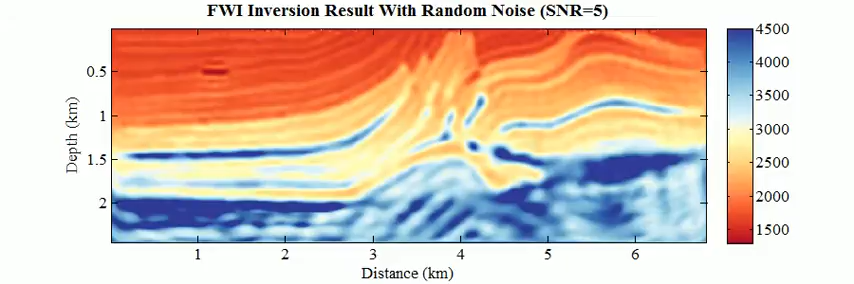 FWI Inversion Result With Random Noise (SNR=5)
4500
4000
3500
3000
2500
2000
1500
0.5
1
1.5
2
Depth (km)
1 2 3 4 5 6
Distance (km)